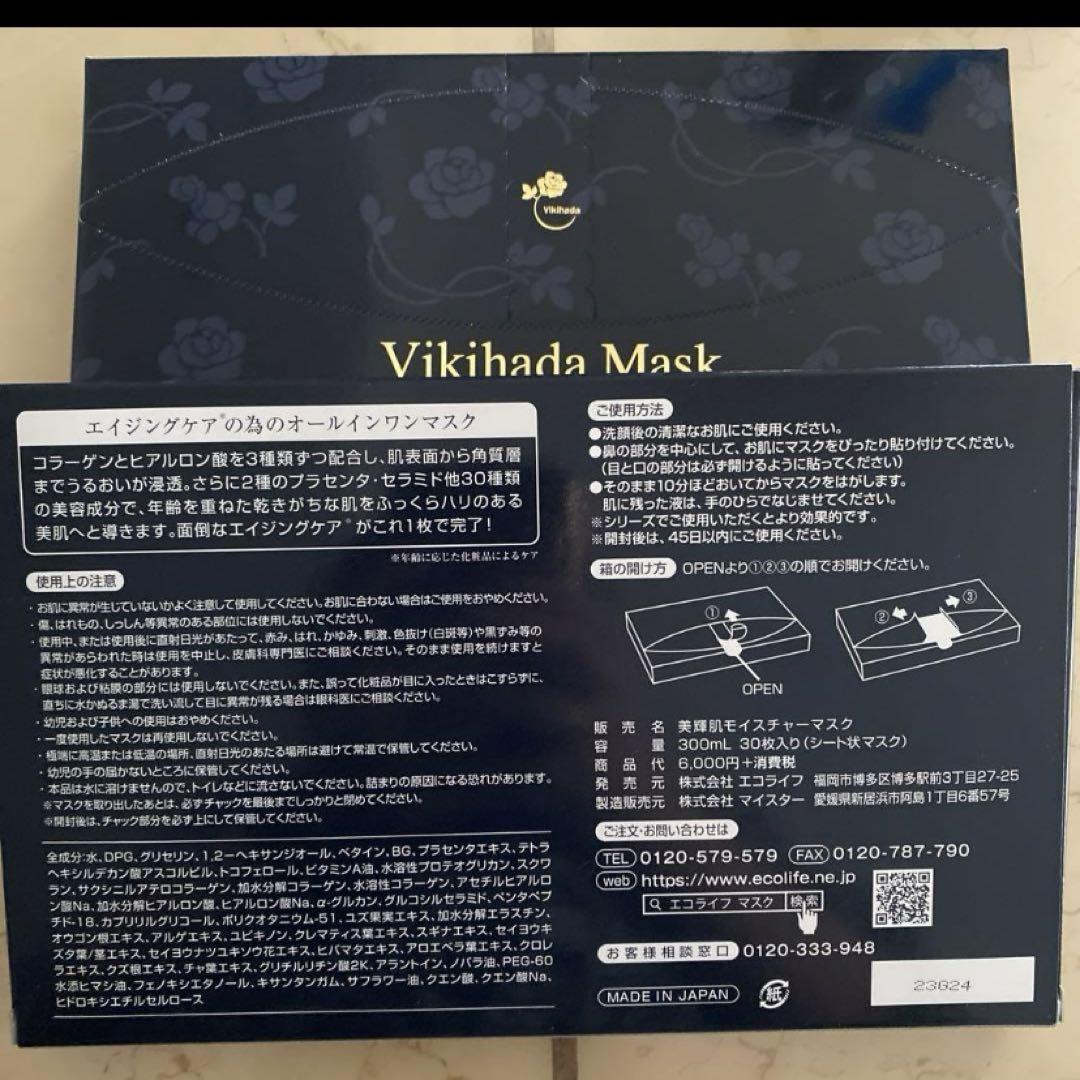 Vikihada
Vikihada Mask
エイジングケア※の為のオールインワンマスク
コラーゲンとヒアルロン酸を3種類ずつ配合し、肌表面から角質層
までうるおいが浸透。さらに2種のプラセンタ・セラミド他30種類
の美容成分で、年齢を重ねた乾きがちな肌をふっくらハリのある
美肌へと導きます。面倒なエイジングケア※がこれ1枚で完了!
※年齢に応じた化粧品によるケア
使用上の注意
・お肌に異常が生じていないかよく注意して使用してください。お肌に合わない場合はご使用をおやめください。
・傷、はれもの、しっしん等異常のある部位には使用しないでください。
・使用中、または使用後に直射日光があたって、赤み、はれ、かゆみ、刺激、色抜け(白斑等)や黒ずみ等の
異常があらわれた時は使用を中止し、皮膚科専門医にご相談ください。そのまま使用を続けますと
症状が悪化することがあります。
・眼球および粘膜の部分には使用しないでください。また、誤って化粧品が目に入ったときはこすらずに、
直ちに水かぬるま湯で洗い流して目に異常が残る場合は眼科医にご相談ください。
・幼児および子供への使用はおやめください。
・一度使用したマスクは再使用しないでください。
・極端に高温または低温の場所、直射日光のあたる場所は避けて常温で保管してください。
・幼児の手の届かないところに保管してください。
・本品は水に溶けませんので、トイレなどに流さないでください。詰まりの原因になる恐れがあります。
※マスクを取り出したあとは、必ずチャックを最後までしっかりと閉めてください。
※開封後は、チャック部分を必ず上にして保管してください。
全成分:水、DPG、グリセリン、1,2-ヘキサンジオール、ベタイン、BG、プラセンタエキス、テトラ
ヘキシルデカン酸アスコルビル、トコフェロール、ビタミンA油、水溶性プロテオグリカン、スクワ
ラン、サクシニルアテロコラーゲン、加水分解コラーゲン、水溶性コラーゲン、アセチルヒアルロ
ン酸Na、加水分解ヒアルロン酸、ヒアルロン酸Na、α-グルカン、グルコシルセラミド、ペンタペプ
チド-18、カプリリルグリコール、ポリクオタニウム-51、ユズ果実エキス、加水分解エラスチン、
オウゴン根エキス、アルゲエキス、ユビキノン、クレマティス葉エキス、スギナエキス、セイヨウキ
ズタ葉/茎エキス、セイヨウナツユキソウ花エキス、ヒバマタエキス、アロエベラ葉エキス、クロレ
ラエキス、クズ根エキス、チャ葉エキス、グリチルリチン酸2K、アラントイン、ノバラ油、PEG-60
水添ヒマシ油、フェノキシエタノール、キサンタンガム、サフラワー油、クエン酸、クエン酸Na、
ヒドロキシエチルセルロース
ご使用方法
●洗顔後の清潔なお肌にご使用ください。
●鼻の部分を中心にして、お肌にマスクをぴったり貼り付けてください。
(目と口の部分は必ず開けるように貼ってください)
●そのまま10分ほどおいてからマスクをはがします。
肌に残った液は、手のひらでなじませてください。
※シリーズでご使用いただくとより効果的です。
※開封後は、45日以内にご使用ください。
箱の開け方 OPENより①②③の順でお開けください。
①
②
③
OPEN
販売名 美輝肌モイスチャーマスク
容量 300mL 30枚入り(シート状マスク)
商品代 6,000円+消費税
発売元 株式会社 エコライフ 福岡市博多区博多駅前3丁目27-25
製造販売元 株式会社 マイスター 愛媛県新居浜市阿島1丁目6番57号
ご注文・お問い合わせは
TEL 0120-579-579 FAX 0120-787-790
web https://www.ecolife.ne.jp
エコライフ マスク 検索
お客様相談窓口 0120-333-948
MADE IN JAPAN 紙
23G24